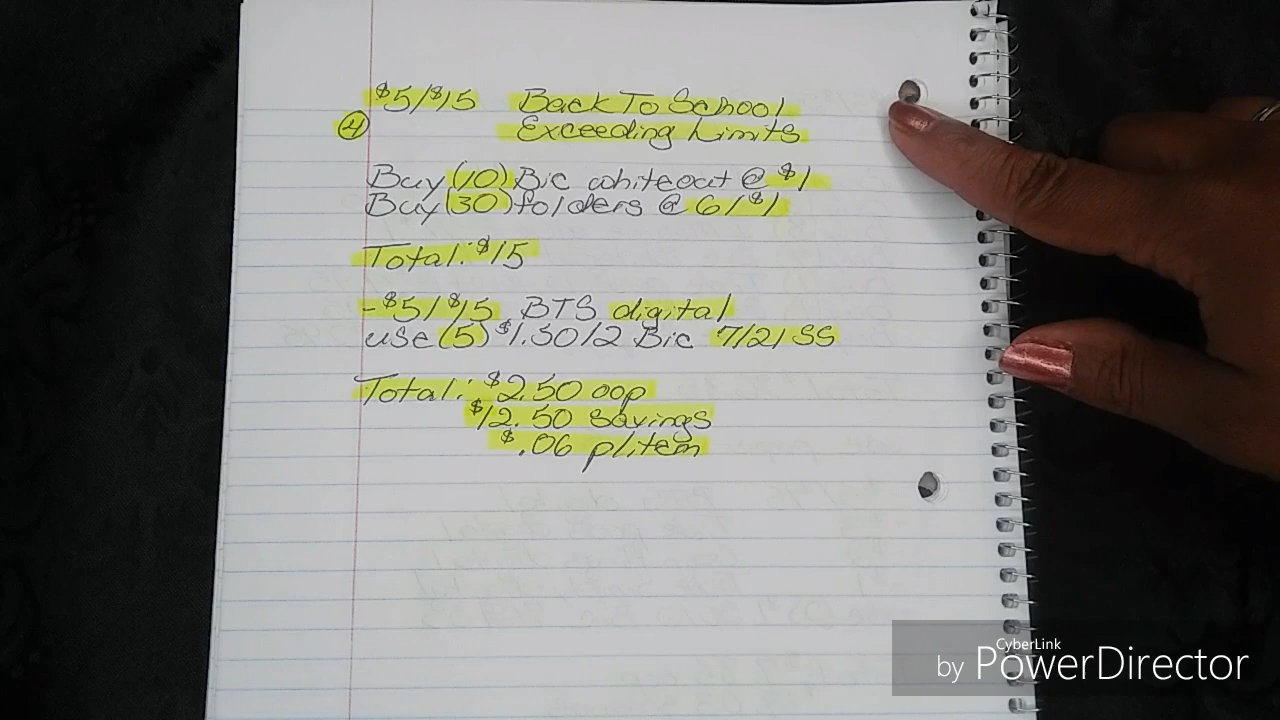 $5/$15 Back To School
4 Exceeding Limits
Buy (10) Bic whiteout @ $1
Buy (30) folders @ 6/$1
Total: $15
-$5/$15 BTS digital
use (5) $1.50/2 Bic 7/21 SS
Total: $2.50 oop
$12.50 savings
$.06 p/item
CyberLink
by PowerDirector